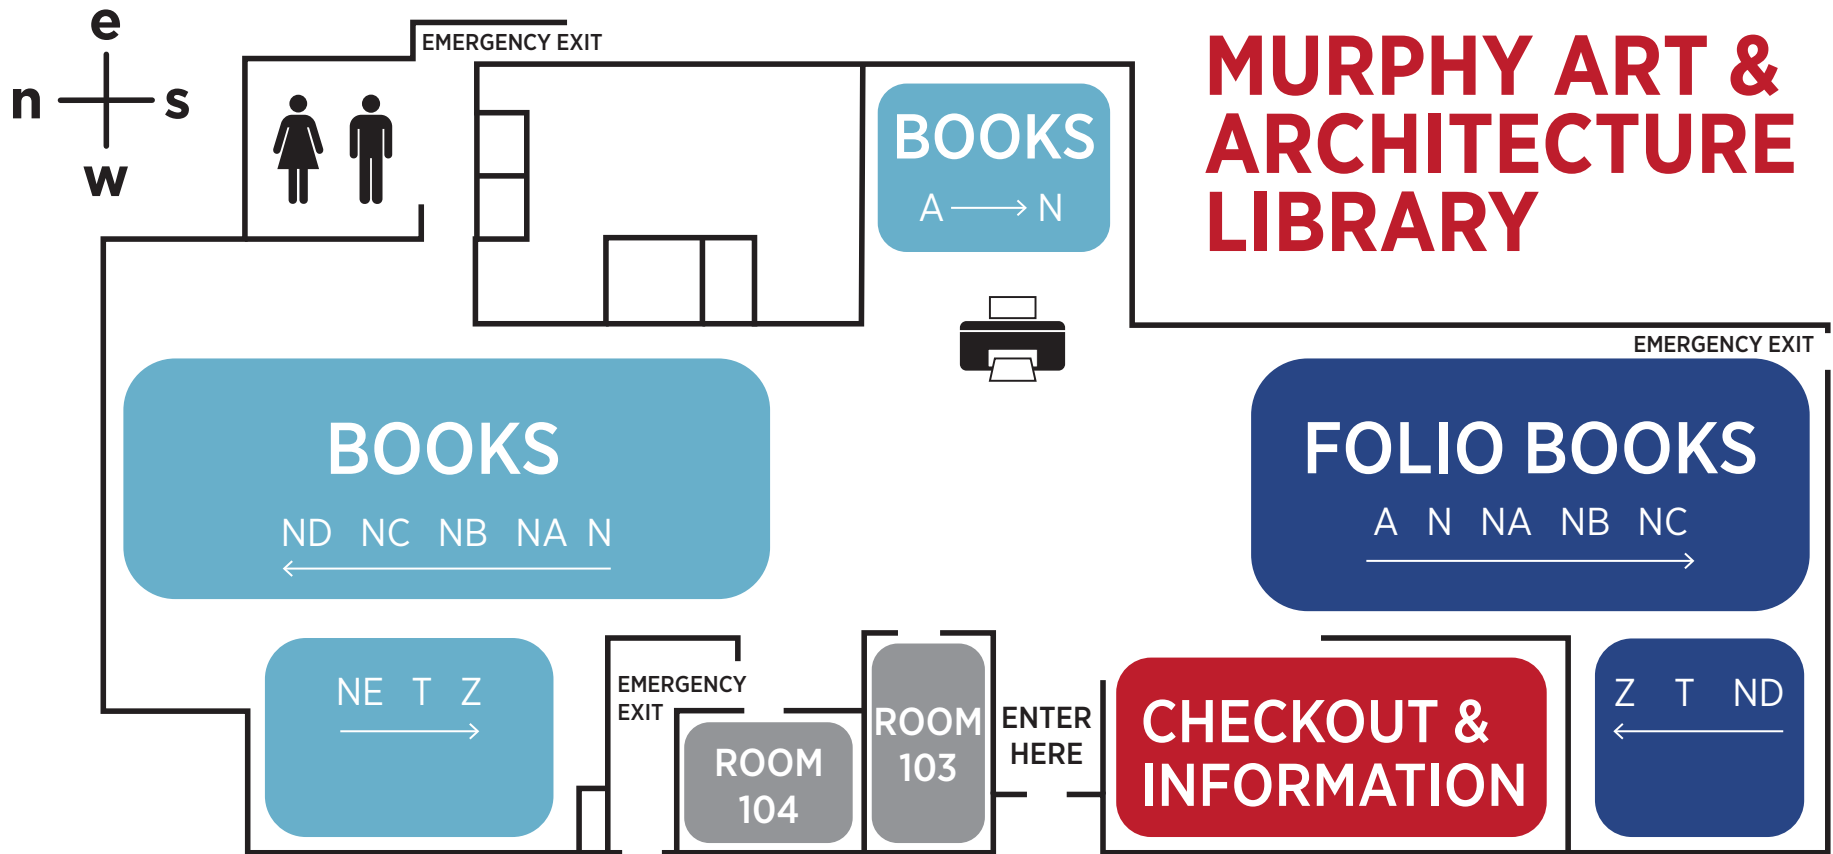 e
n s
w
EMERGENCY EXIT
MURPHY ART &
ARCHITECTURE
LIBRARY
BOOKS
A N
EMERGENCY EXIT
BOOKS
ND NC NB NA N
FOLIO BOOKS
A N NA NB NC
NE T Z
EMERGENCY
EXIT
ROOM
104
ROOM
103
ENTER
HERE
CHECKOUT &
INFORMATION
Z T ND